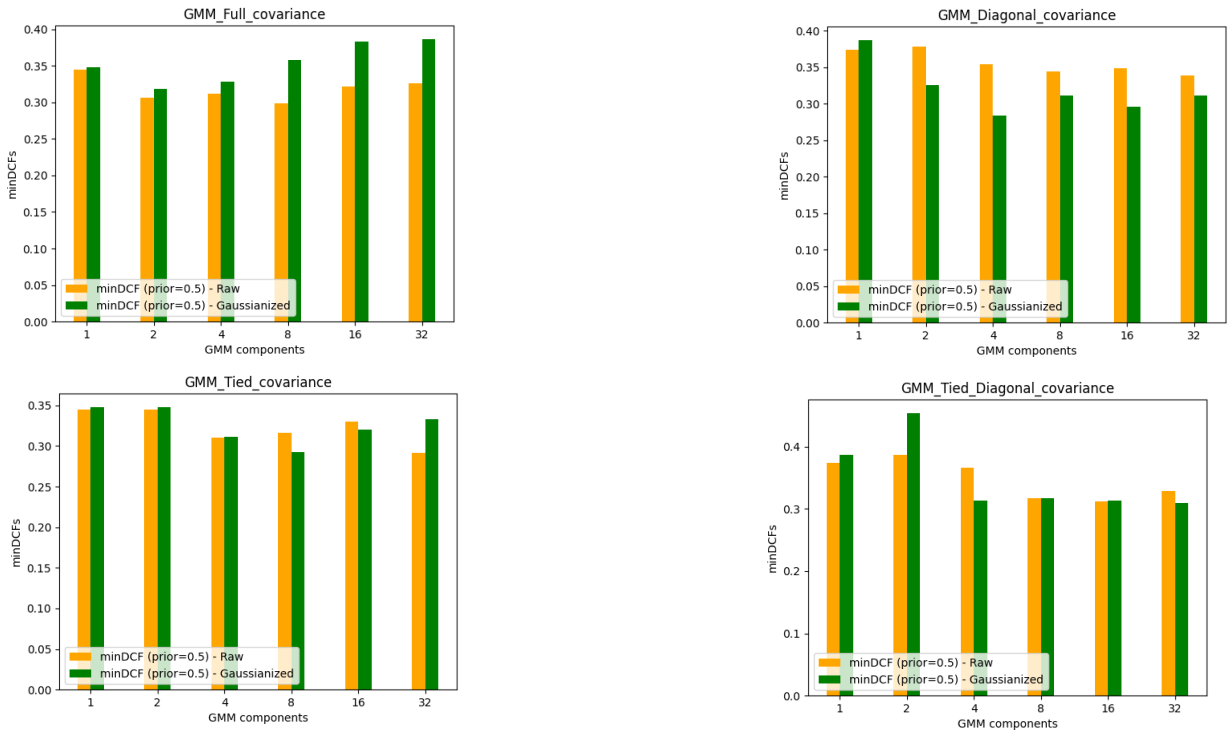 GMM_Full_covariance
0.40
0.35
0.30
0.25
0.20
0.15
0.10
0.05
0.00
minDCFs
minDCF (prior=0.5) - Raw
minDCF (prior=0.5) - Gaussianized
1 2 4 8 16 32
GMM components
GMM_Diagonal_covariance
0.40
0.35
0.30
0.25
0.20
0.15
0.10
0.05
0.00
minDCFs
minDCF (prior=0.5) - Raw
minDCF (prior=0.5) - Gaussianized
1 2 4 8 16 32
GMM components
GMM_Tied_covariance
0.35
0.30
0.25
0.20
0.15
0.10
0.05
0.00
minDCFs
minDCF (prior=0.5) - Raw
minDCF (prior=0.5) - Gaussianized
1 2 4 8 16 32
GMM components
GMM_Tied_Diagonal_covariance
0.4
0.3
0.2
0.1
0.0
minDCFs
minDCF (prior=0.5) - Raw
minDCF (prior=0.5) - Gaussianized
1 2 4 8 16 32
GMM components